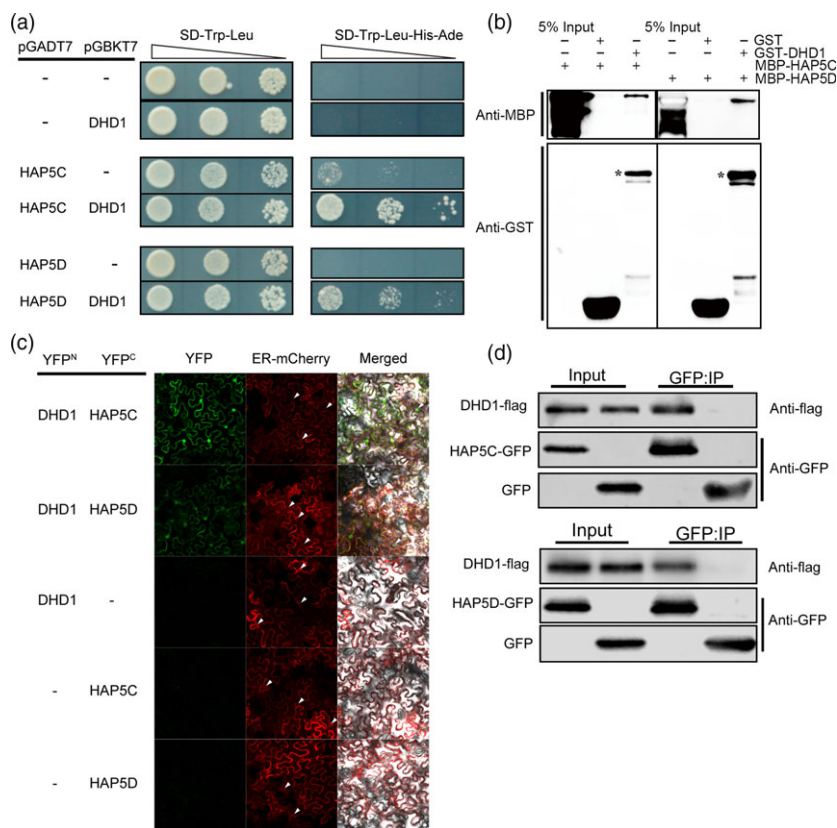 (a)
pGADT7 pGBKT7 SD-Trp-Leu SD-Trp-Leu-His-Ade
- -
- DHD1
HAP5C -
HAP5C DHD1
HAP5D -
HAP5D DHD1
(b)
5% Input 5% Input
– + – – + – GST
– – + – – + GST-DHD1
+ + + MBP-HAP5C
+ + + MBP-HAP5D
Anti-MBP
* *
Anti-GST
(c)
YFPᴺ YFPᶜ YFP ER-mCherry Merged
DHD1 HAP5C
DHD1 HAP5D
DHD1 -
- HAP5C
- HAP5D
(d)
Input GFP:IP
DHD1-flag Anti-flag
HAP5C-GFP
Anti-GFP
GFP
Input GFP:IP
DHD1-flag Anti-flag
HAP5D-GFP
Anti-GFP
GFP